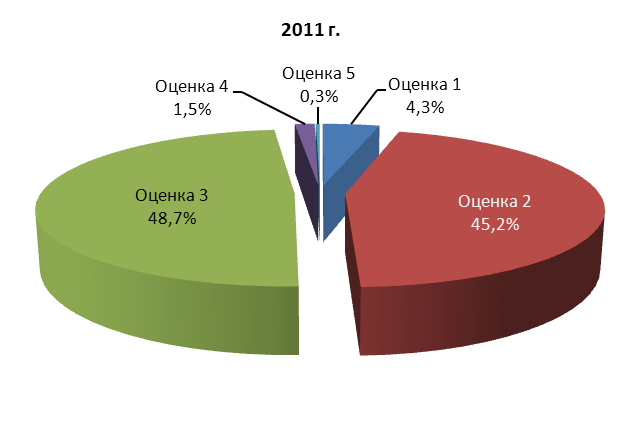 2011 г.
Оценка 5
0,3%
Оценка 1
4,3%
Оценка 4
1,5%
Оценка 3
48,7%
Оценка 2
45,2%